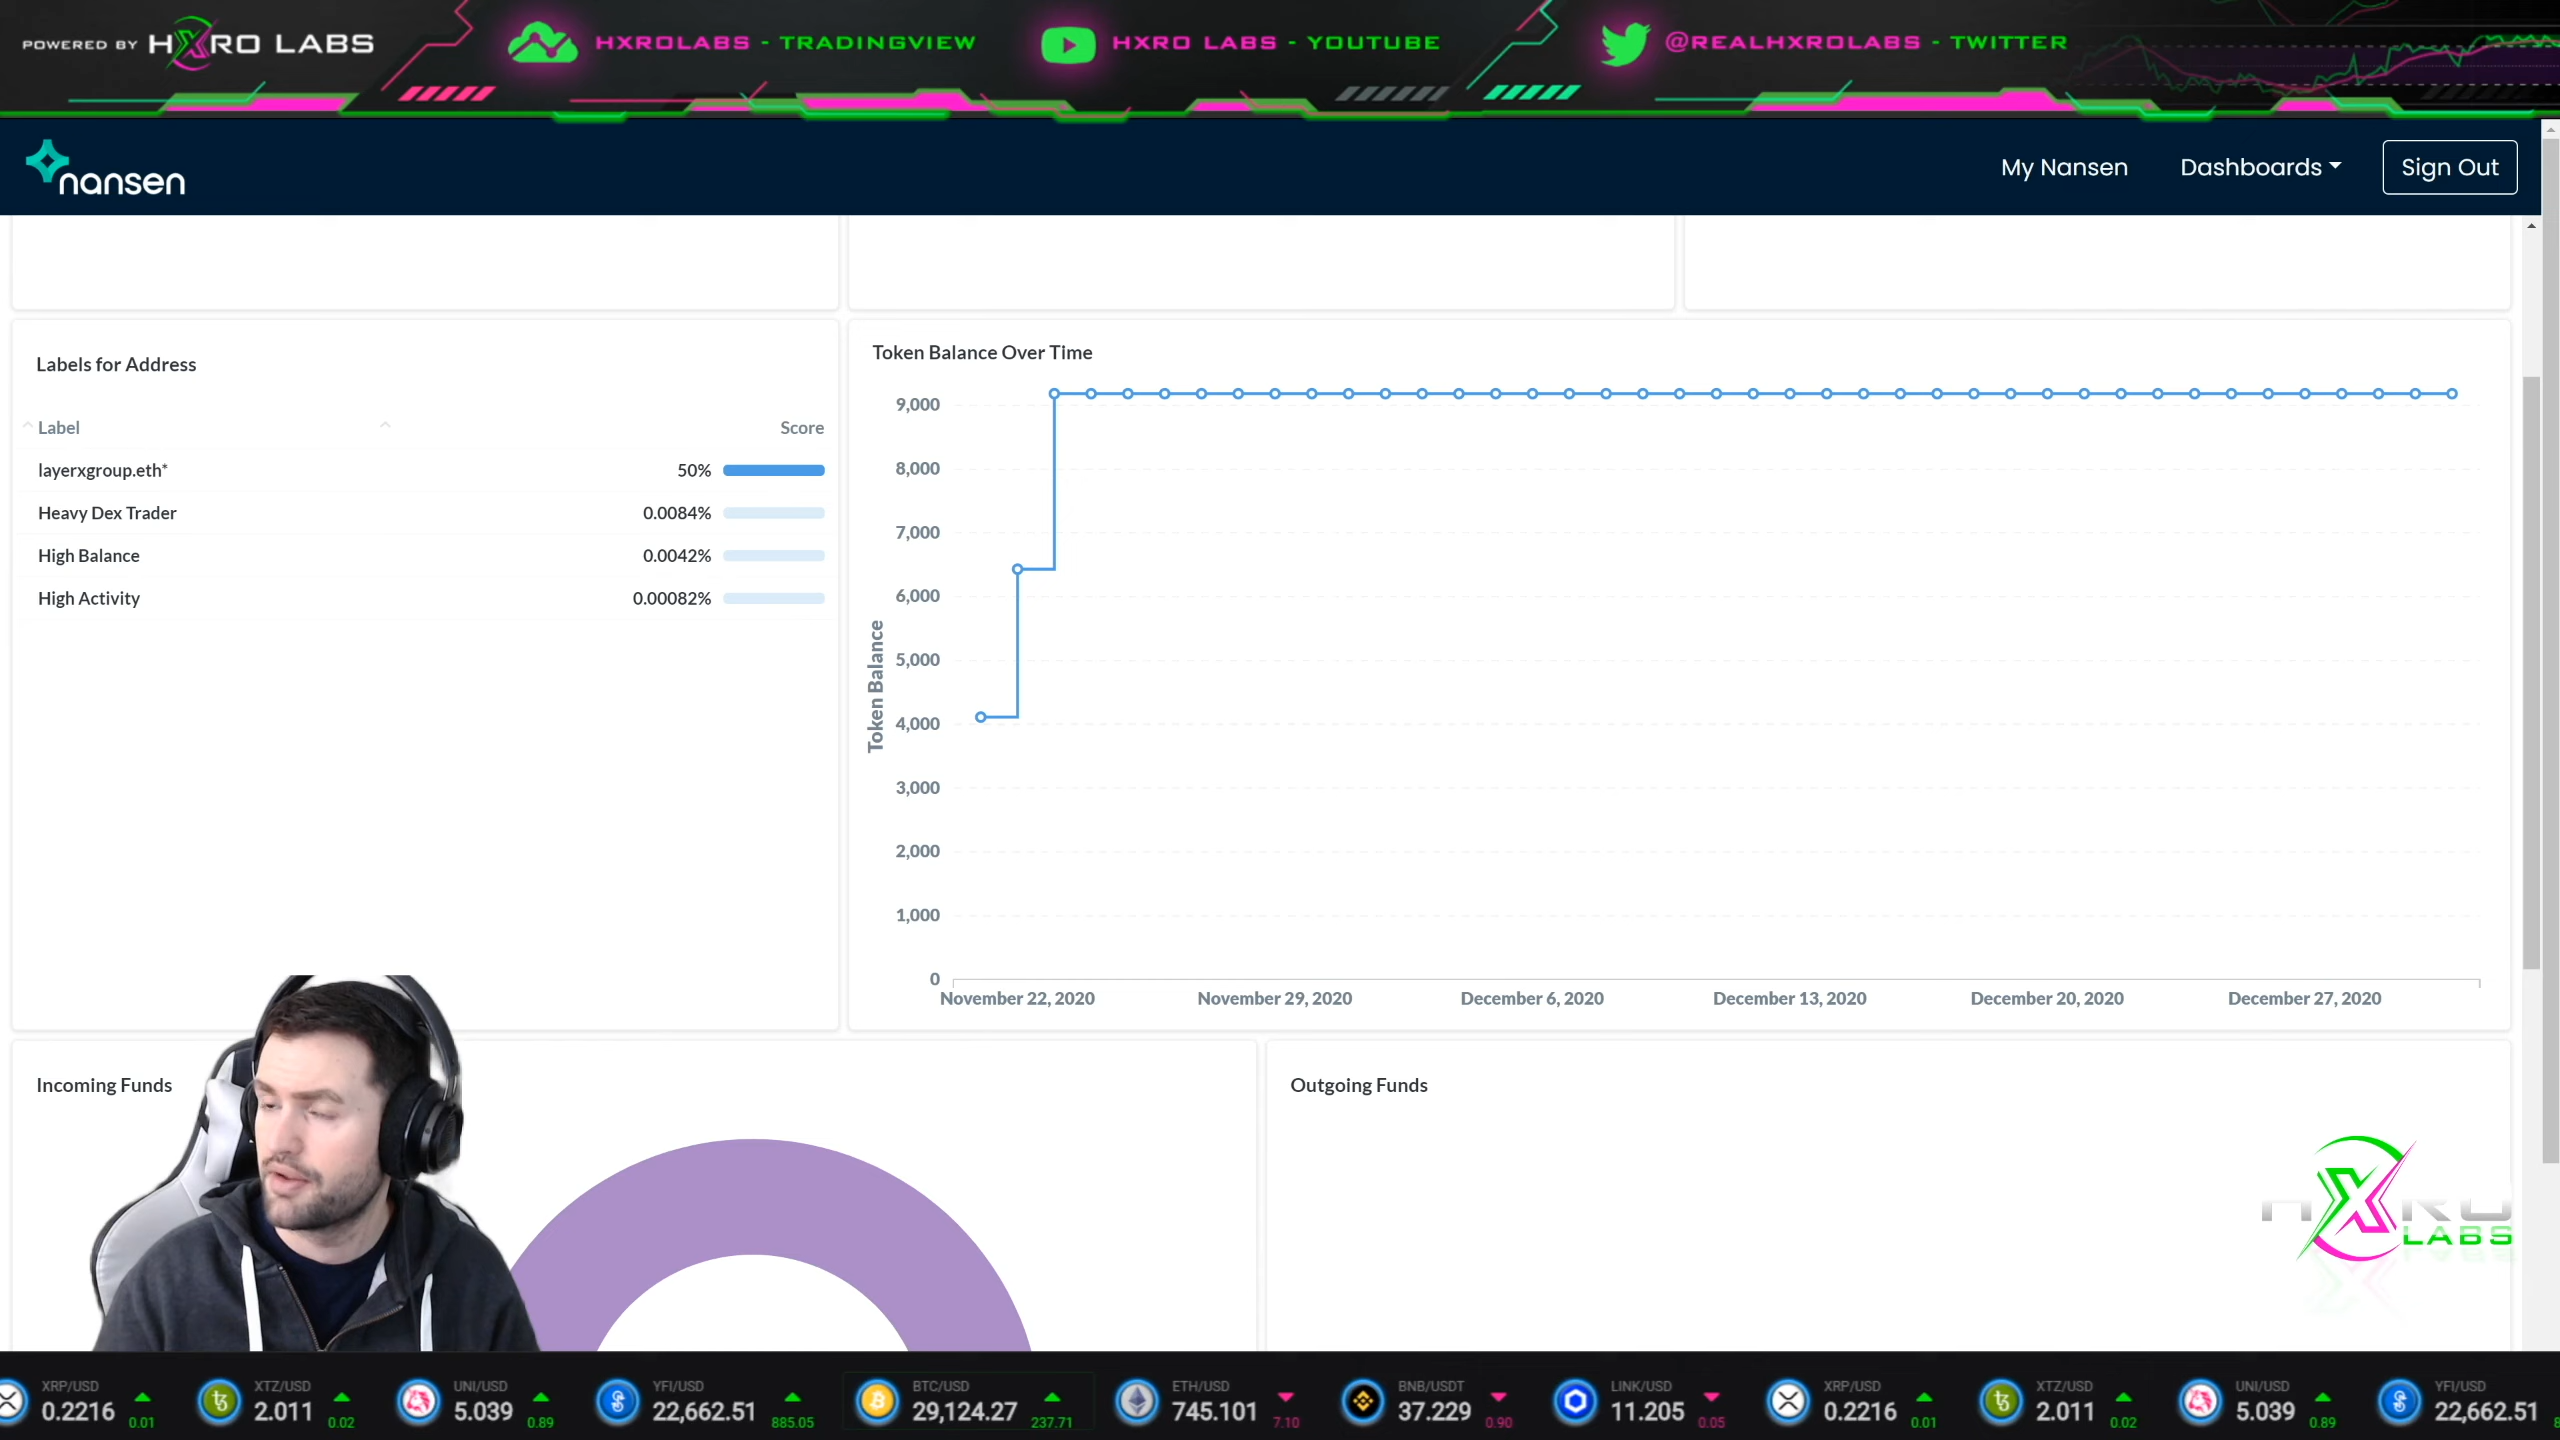 POWERED BY HXRO LABS
HXROLABS - TRADINGVIEW
HXRO LABS - YOUTUBE
@REALHXROLABS - TWITTER
nansen
My Nansen
Dashboards
Sign Out
Labels for Address
Label Score
layerxgroup.eth* 50%
Heavy Dex Trader 0.0084%
High Balance 0.0042%
High Activity 0.00082%
Token Balance Over Time
Token Balance
9,000
8,000
7,000
6,000
5,000
4,000
3,000
2,000
1,000
0
November 22, 2020 November 29, 2020 December 6, 2020 December 13, 2020 December 20, 2020 December 27, 2020
Incoming Funds
Outgoing Funds
HXRO
LABS
XRP/USD
0.2216 0.01
XTZ/USD
2.011 0.02
UNI/USD
5.039 0.89
YFI/USD
22,662.51 885.05
BTC/USD
29,124.27 237.71
ETH/USD
745.101 7.10
BNB/USDT
37.229 0.90
LINK/USD
11.205 0.05
XRP/USD
0.2216 0.01
XTZ/USD
2.011 0.02
UNI/USD
5.039 0.89
YFI/USD
22,662.51